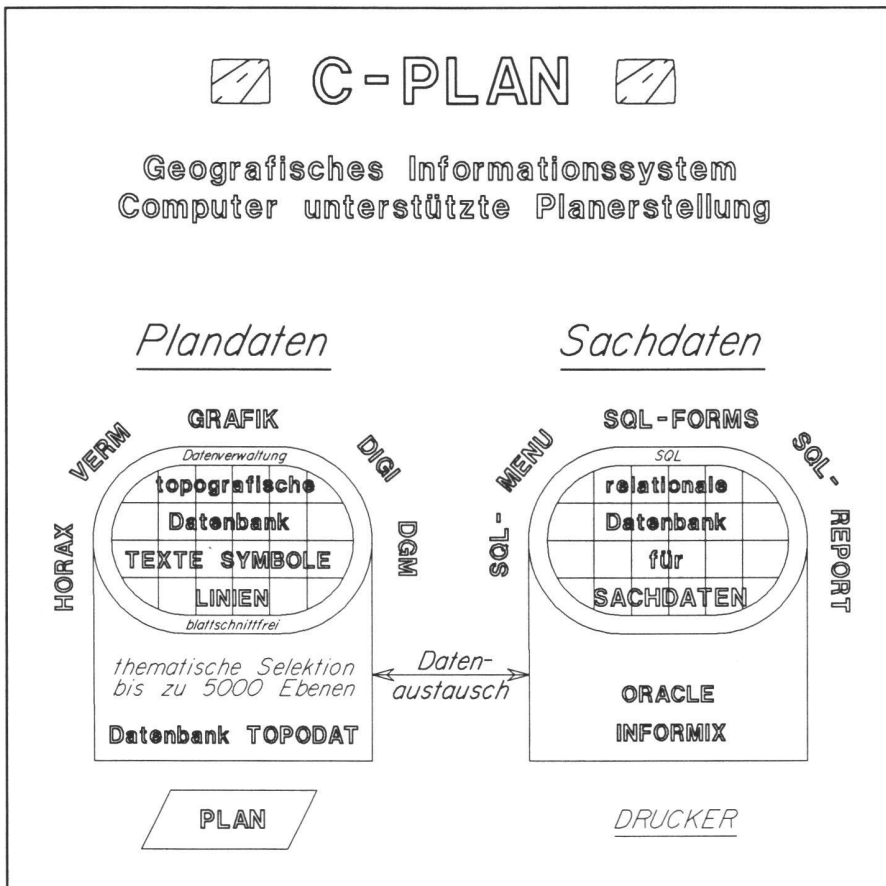 C-PLAN
Geografisches Informationssystem
Computer unterstützte Planerstellung
Plandaten
HORAX
VERM
GRAFIK
DIGI
DGM
Datenverwaltung
topografische
Datenbank
TEXTE SYMBOLE
LINIEN
blattschnittfrei
thematische Selektion
bis zu 5000 Ebenen
Datenbank TOPODAT
PLAN
Daten-
austausch
Sachdaten
SQL-MENU
SQL-FORMS
SQL-REPORT
SQL
relationale
Datenbank
für
SACHDATEN
ORACLE
INFORMIX
DRUCKER